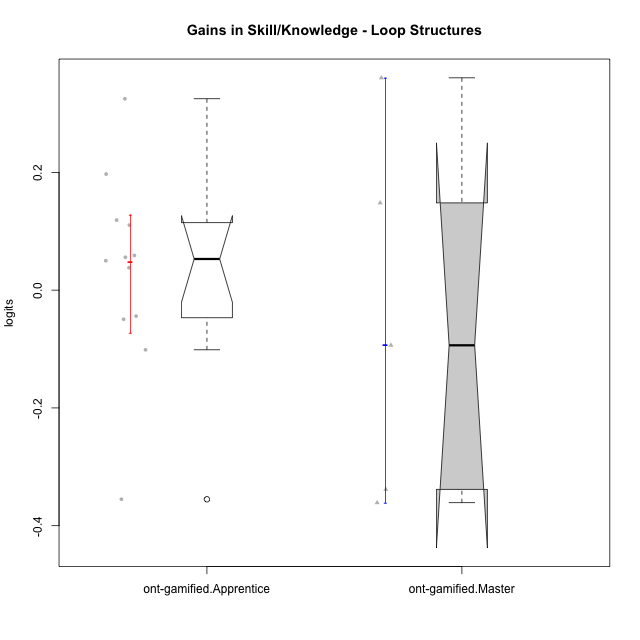 Gains in Skill/Knowledge - Loop Structures
logits
0.2
0.0
-0.2
-0.4
ont-gamified.Apprentice
ont-gamified.Master